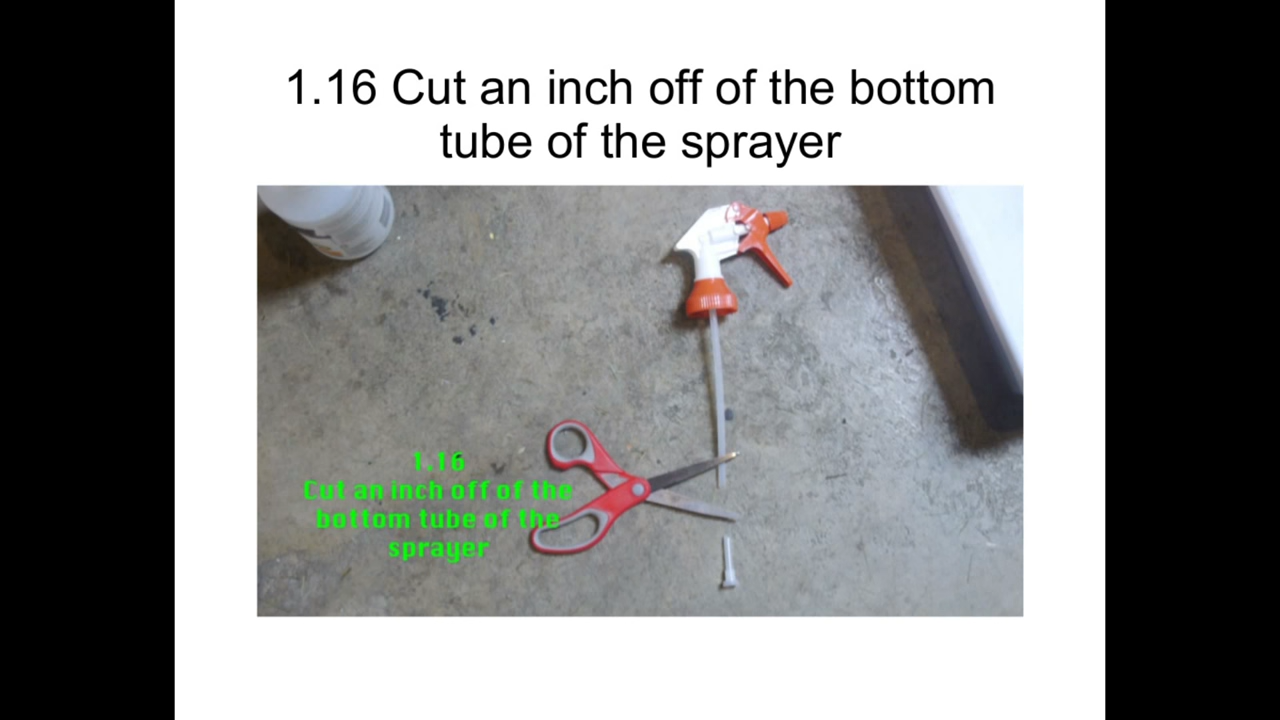 1.16 Cut an inch off of the bottom
tube of the sprayer
1.16
Cut an inch off of the
bottom tube of the
sprayer